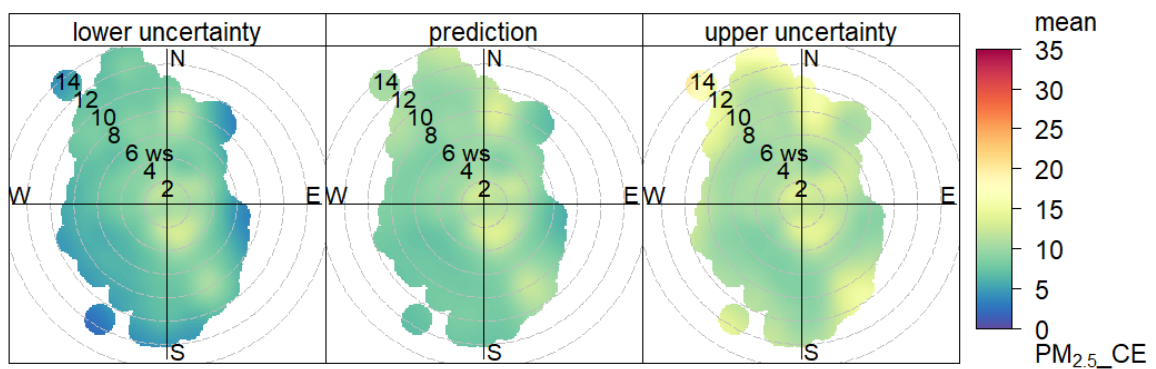 lower uncertainty
prediction
upper uncertainty
N
14
12
10
8
6 ws
4
2
W
E
S
N
14
12
10
8
6 ws
4
2
W
E
S
N
14
12
10
8
6 ws
4
2
W
E
S
mean
35
30
25
20
15
10
5
0
PM₂.₅_CE